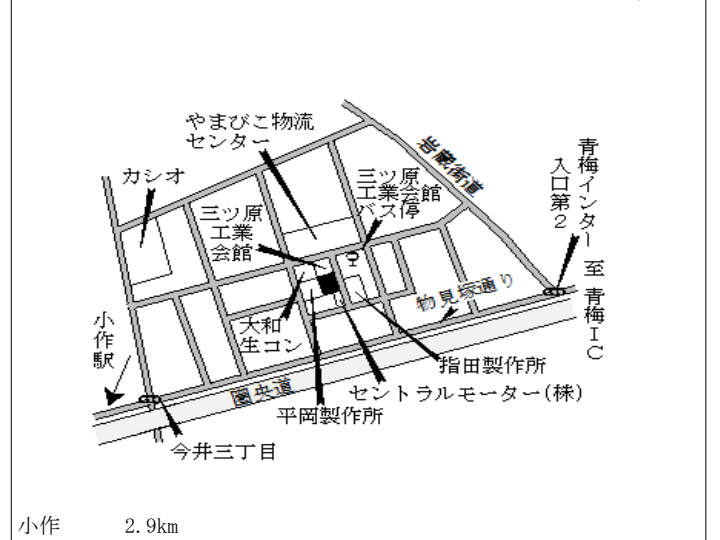 やまびこ物流
センター
岩蔵街道
青梅インター
入口第2
カシオ
三ツ原
工業会館
バス停
三ツ原
工業
会館
至 青梅IC
物見塚通り
小作駅
大和
生コン
指田製作所
圏央道
セントラルモーター(株)
平岡製作所
今井三丁目
小作 2.9km